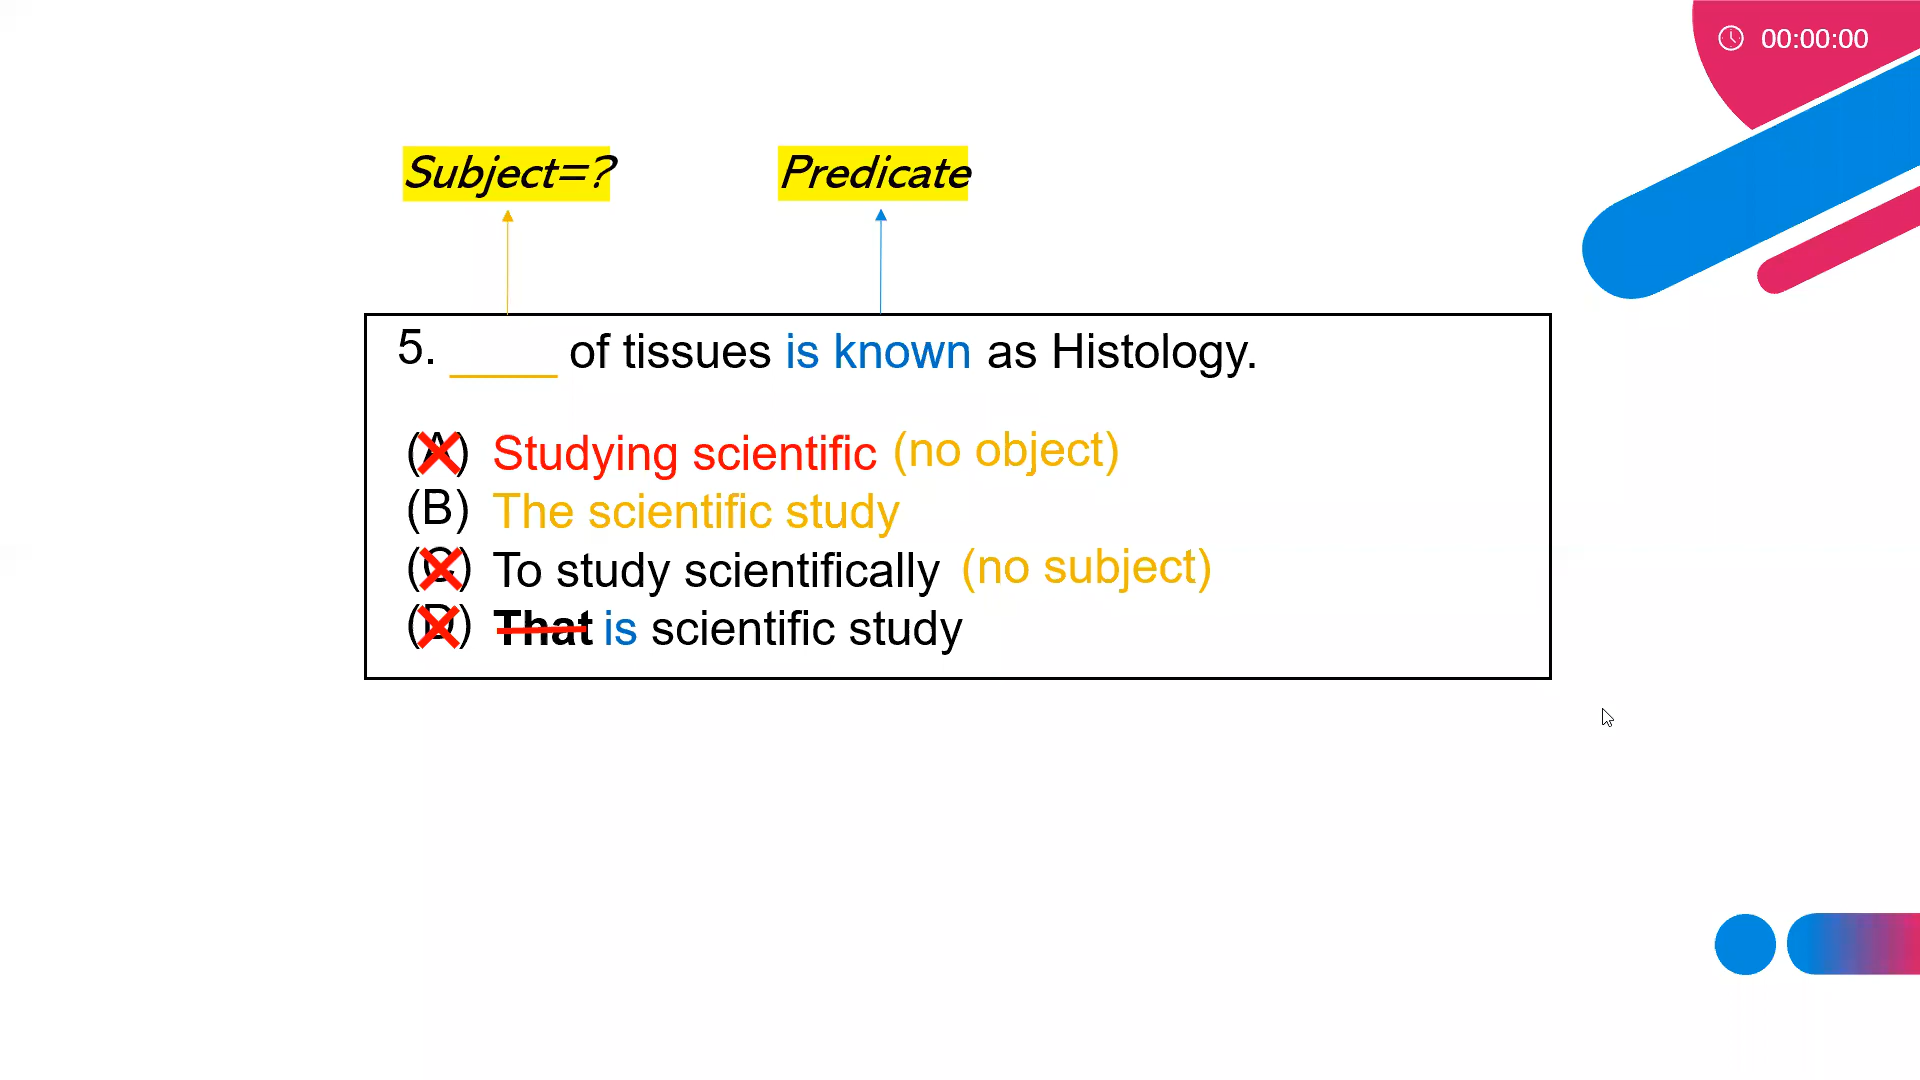 00:00:00
Subject=? Predicate
5. ____ of tissues is known as Histology.
(A) Studying scientific (no object)
(B) The scientific study
(C) To study scientifically (no subject)
(D) That is scientific study